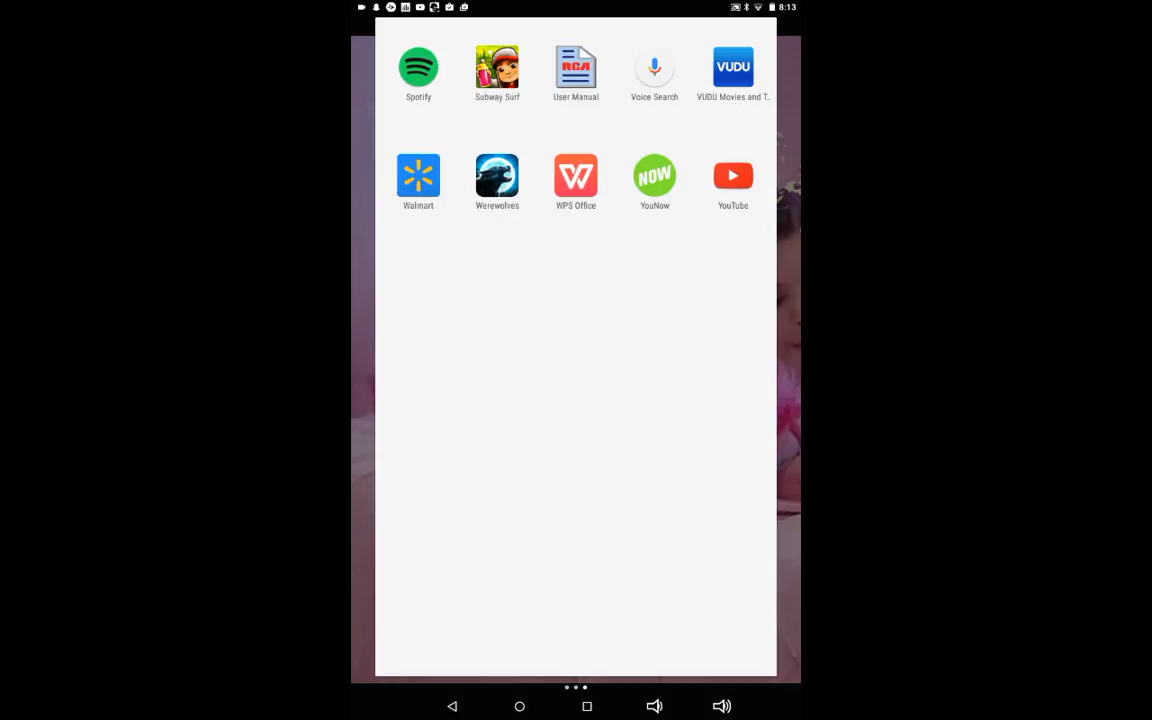 8:13
Spotify
Subway Surf
RCA
User Manual
Voice Search
VUDU
VUDU Movies and T..
Walmart
Werewolves
W
WPS Office
NOW
YouNow
YouTube